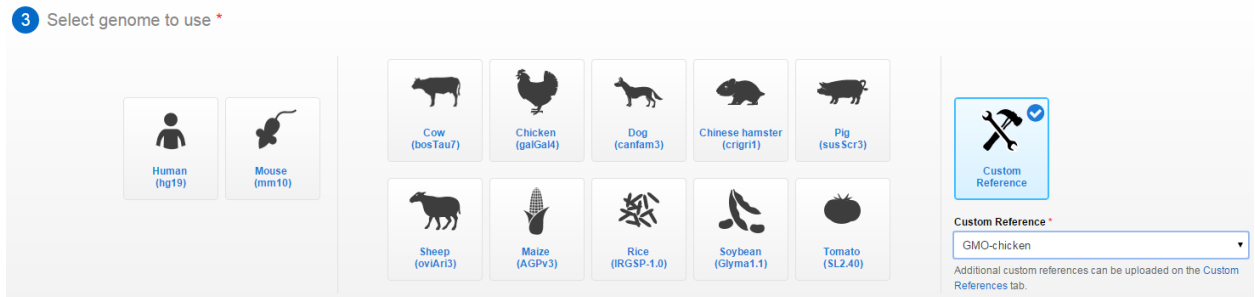 3 Select genome to use *
Human
(hg19)
Mouse
(mm10)
Cow
(bosTau7)
Chicken
(galGal4)
Dog
(canfam3)
Chinese hamster
(crigri1)
Pig
(susScr3)
Sheep
(oviAri3)
Maize
(AGPv3)
Rice
(IRGSP-1.0)
Soybean
(Glyma1.1)
Tomato
(SL2.40)
Custom
Reference
Custom Reference *
GMO-chicken
Additional custom references can be uploaded on the Custom
References tab.